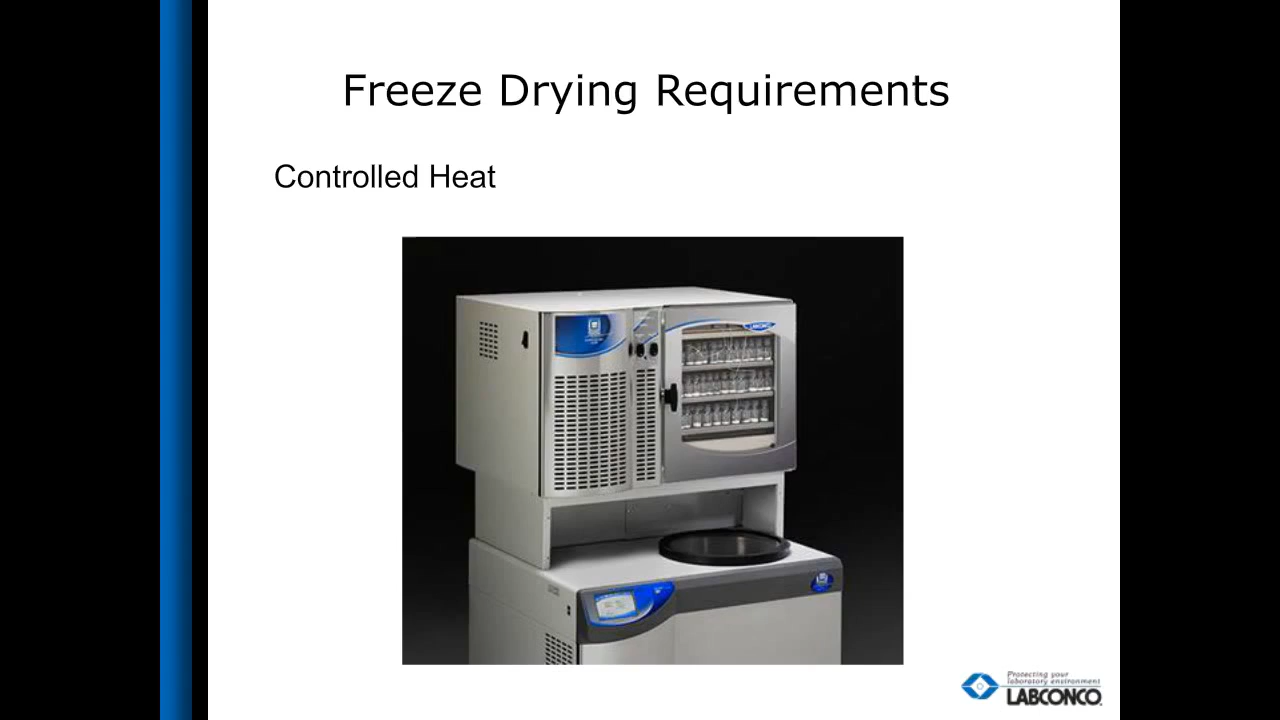 Freeze Drying Requirements
Controlled Heat
Protecting your
laboratory environment
LABCONCO